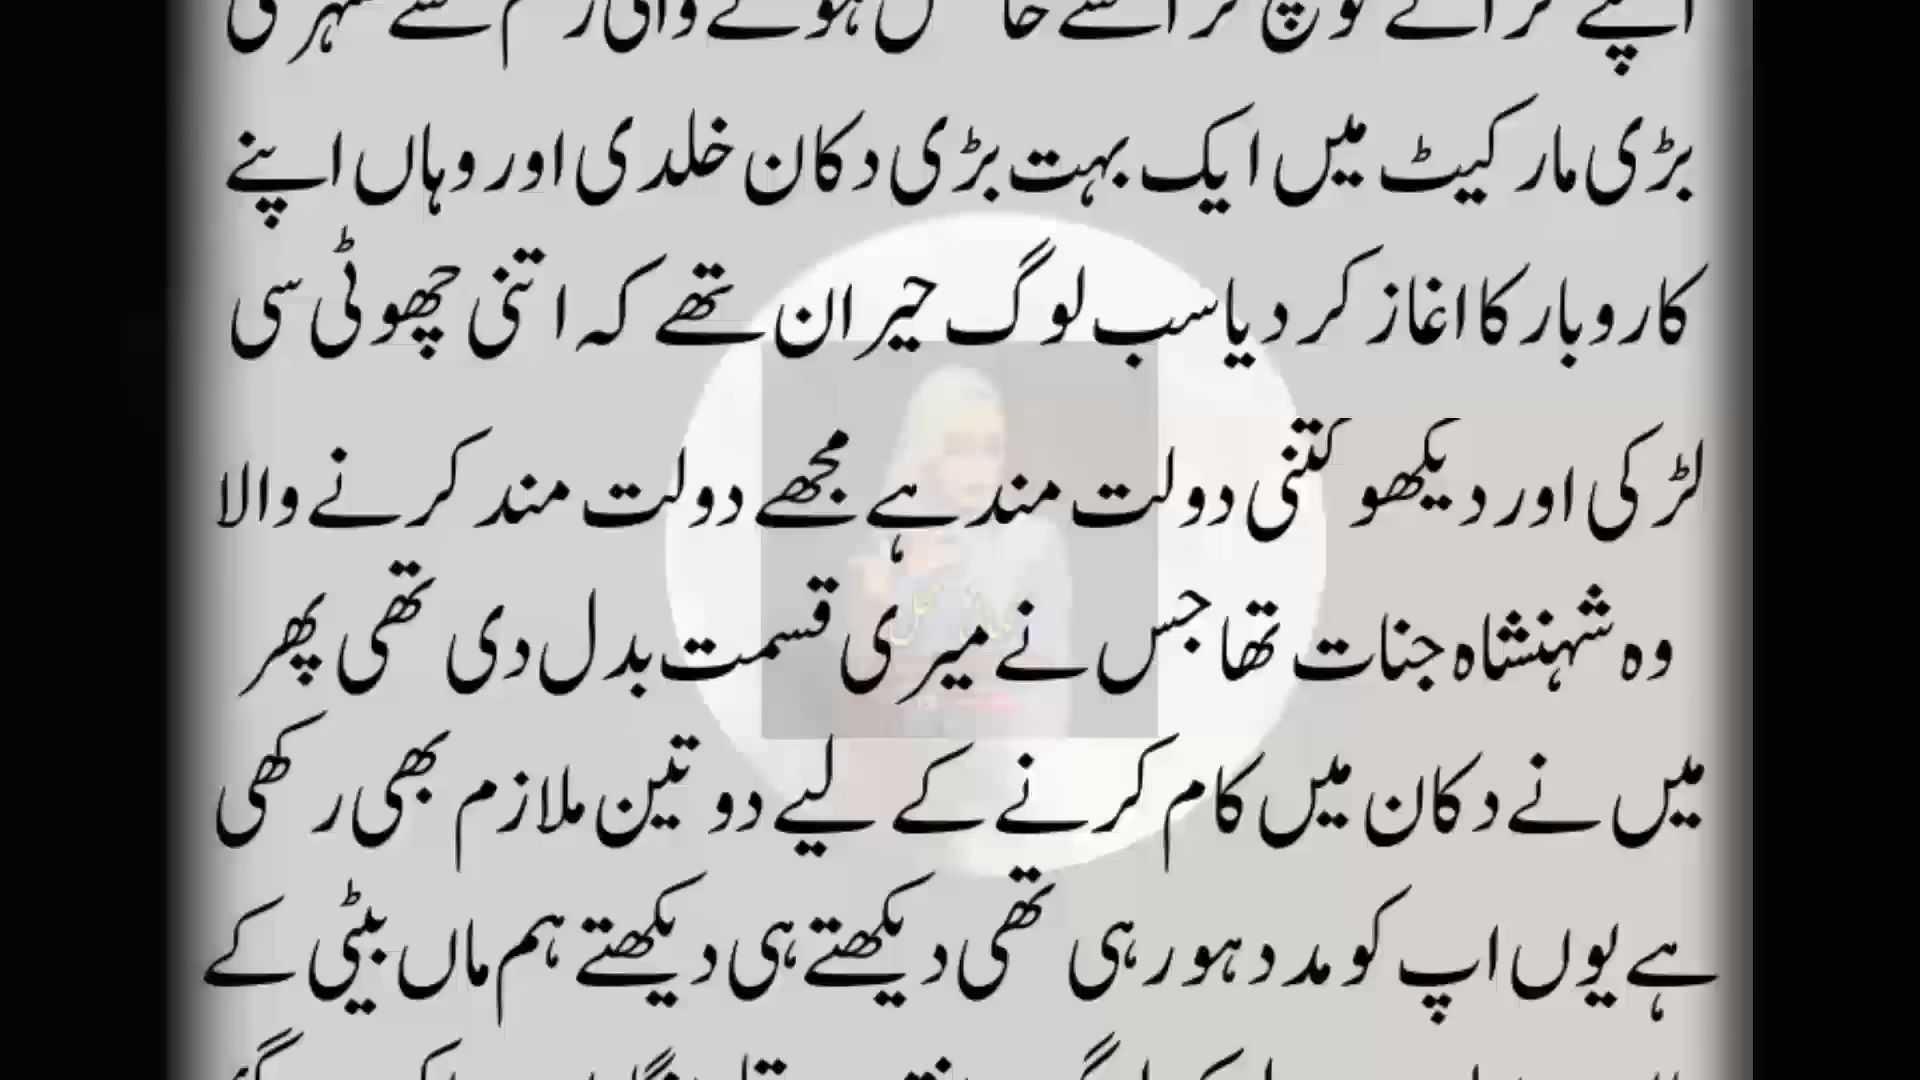 بڑی مارکیٹ میں ایک بہت بڑی دکان خلدی اور وہاں اپنے
کاروبار کا اغاز کر دیا سب لوگ حیران تھے کہ اتنی چھوٹی سی
لڑکی اور دیکھو کتنی دولت مند ہے مجھے دولت مند کرنے والا
وہ شہنشاہ جنات تھا جس نے میری قسمت بدل دی تھی پھر
میں نے دکان میں کام کرنے کے لیے دو تین ملازم بھی رکھی
ہے یوں اپ کو مدد ہو رہی تھی دیکھتے ہی دیکھتے ہم ماں بیٹی کے